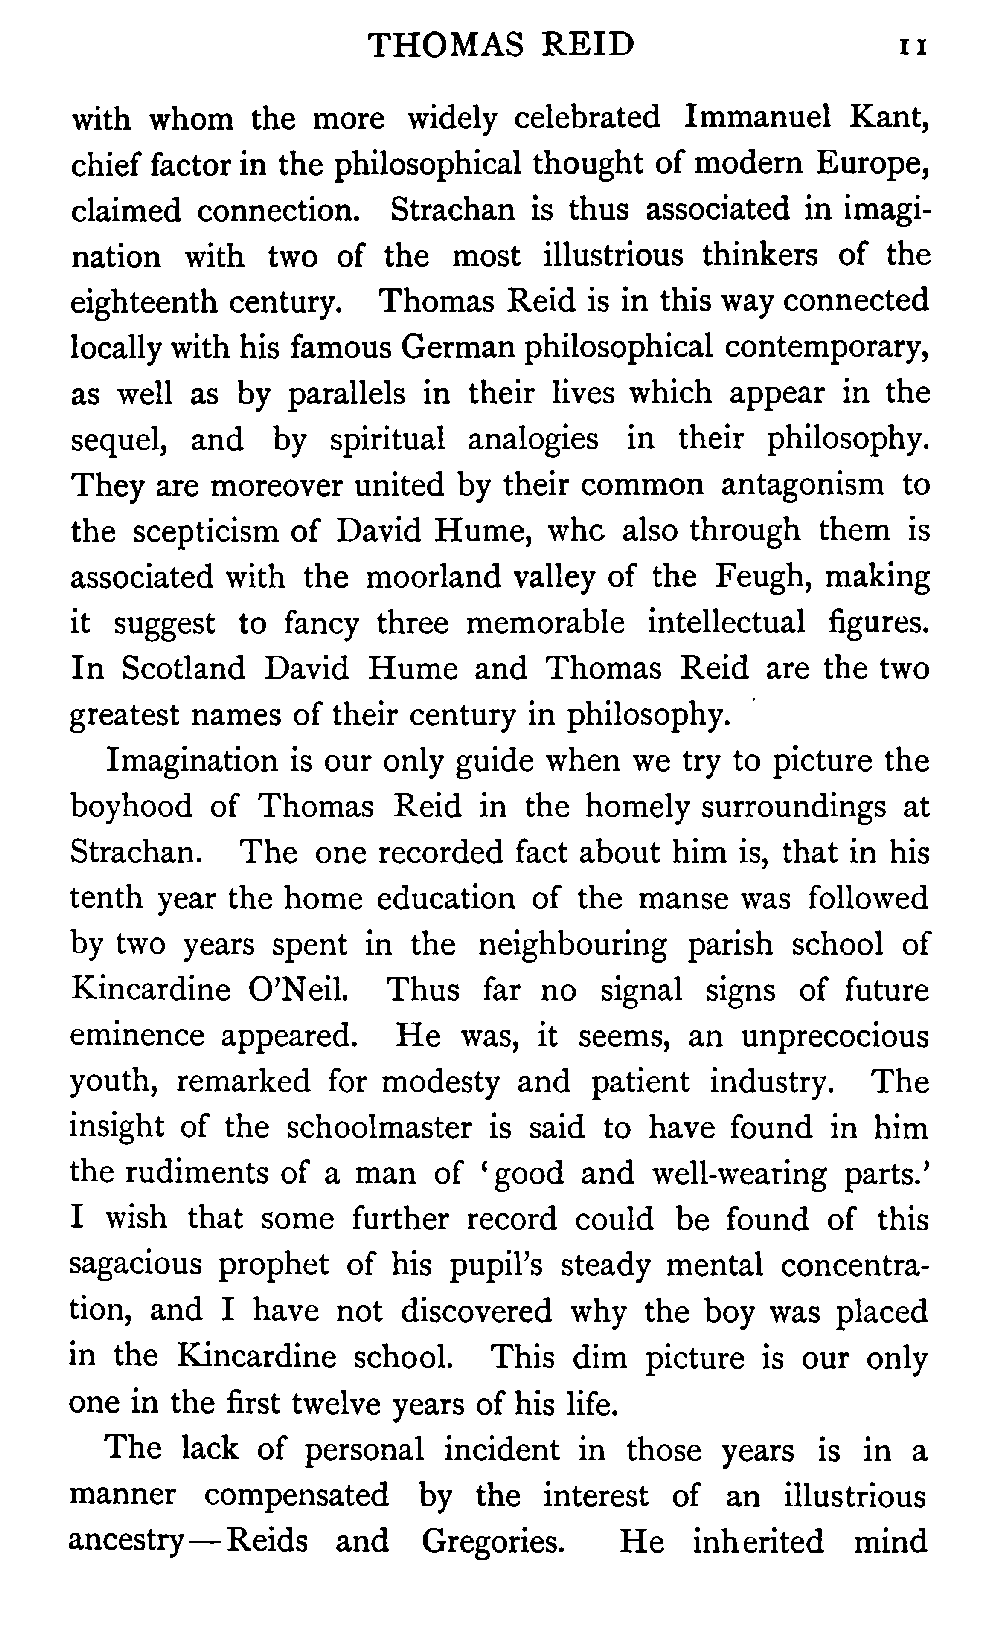 THOMAS REID 11
with whom the more widely celebrated Immanuel Kant,
chief factor in the philosophical thought of modern Europe,
claimed connection. Strachan is thus associated in imagi-
nation with two of the most illustrious thinkers of the
eighteenth century. Thomas Reid is in this way connected
locally with his famous German philosophical contemporary,
as well as by parallels in their lives which appear in the
sequel, and by spiritual analogies in their philosophy.
They are moreover united by their common antagonism to
the scepticism of David Hume, who also through them is
associated with the moorland valley of the Feugh, making
it suggest to fancy three memorable intellectual figures.
In Scotland David Hume and Thomas Reid are the two
greatest names of their century in philosophy.
Imagination is our only guide when we try to picture the
boyhood of Thomas Reid in the homely surroundings at
Strachan. The one recorded fact about him is, that in his
tenth year the home education of the manse was followed
by two years spent in the neighbouring parish school of
Kincardine O'Neil. Thus far no signal signs of future
eminence appeared. He was, it seems, an unprecocious
youth, remarked for modesty and patient industry. The
insight of the schoolmaster is said to have found in him
the rudiments of a man of ‘good and well-wearing parts.’
I wish that some further record could be found of this
sagacious prophet of his pupil's steady mental concentra-
tion, and I have not discovered why the boy was placed
in the Kincardine school. This dim picture is our only
one in the first twelve years of his life.
The lack of personal incident in those years is in a
manner compensated by the interest of an illustrious
ancestry—Reids and Gregories. He inherited mind